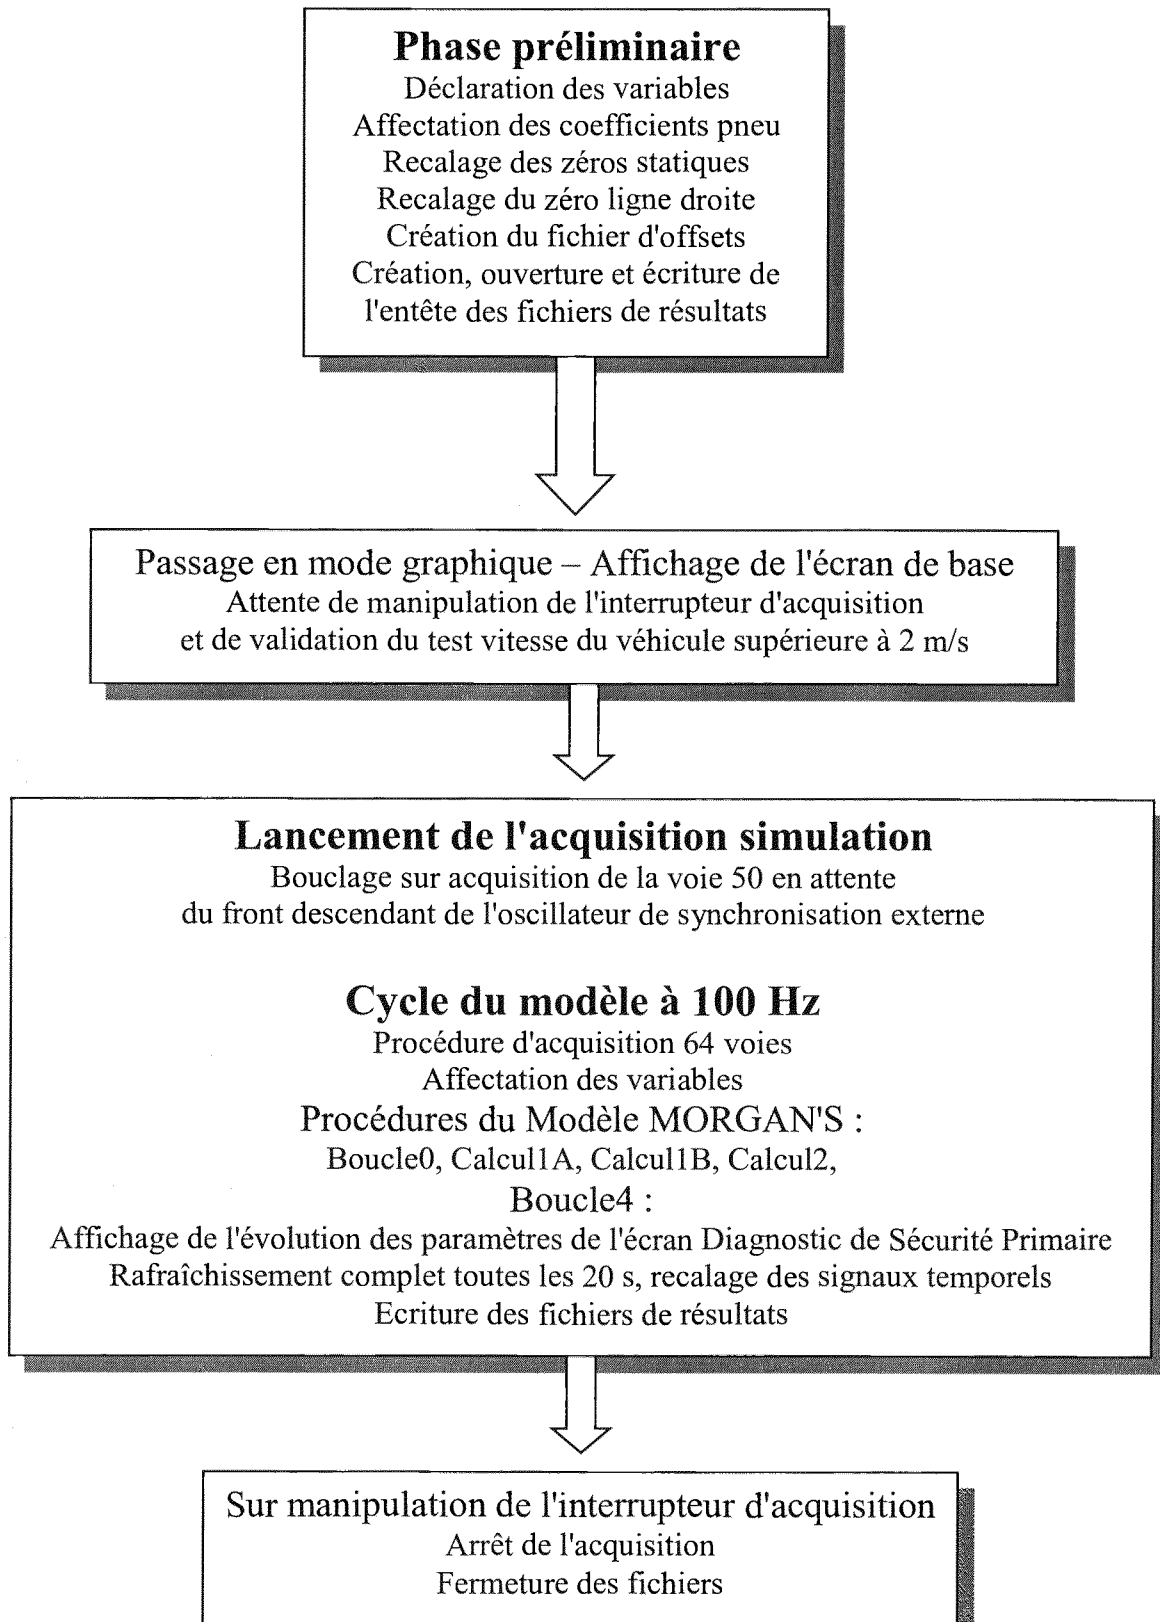 Phase préliminaire
Déclaration des variables
Affectation des coefficients pneu
Recalage des zéros statiques
Recalage du zéro ligne droite
Création du fichier d'offsets
Création, ouverture et écriture de
l'entête des fichiers de résultats
Passage en mode graphique – Affichage de l'écran de base
Attente de manipulation de l'interrupteur d'acquisition
et de validation du test vitesse du véhicule supérieure à 2 m/s
Lancement de l'acquisition simulation
Bouclage sur acquisition de la voie 50 en attente
du front descendant de l'oscillateur de synchronisation externe
Cycle du modèle à 100 Hz
Procédure d'acquisition 64 voies
Affectation des variables
Procédures du Modèle MORGAN'S :
Boucle0, Calcul1A, Calcul1B, Calcul2,
Boucle4 :
Affichage de l'évolution des paramètres de l'écran Diagnostic de Sécurité Primaire
Rafraîchissement complet toutes les 20 s, recalage des signaux temporels
Ecriture des fichiers de résultats
Sur manipulation de l'interrupteur d'acquisition
Arrêt de l'acquisition
Fermeture des fichiers